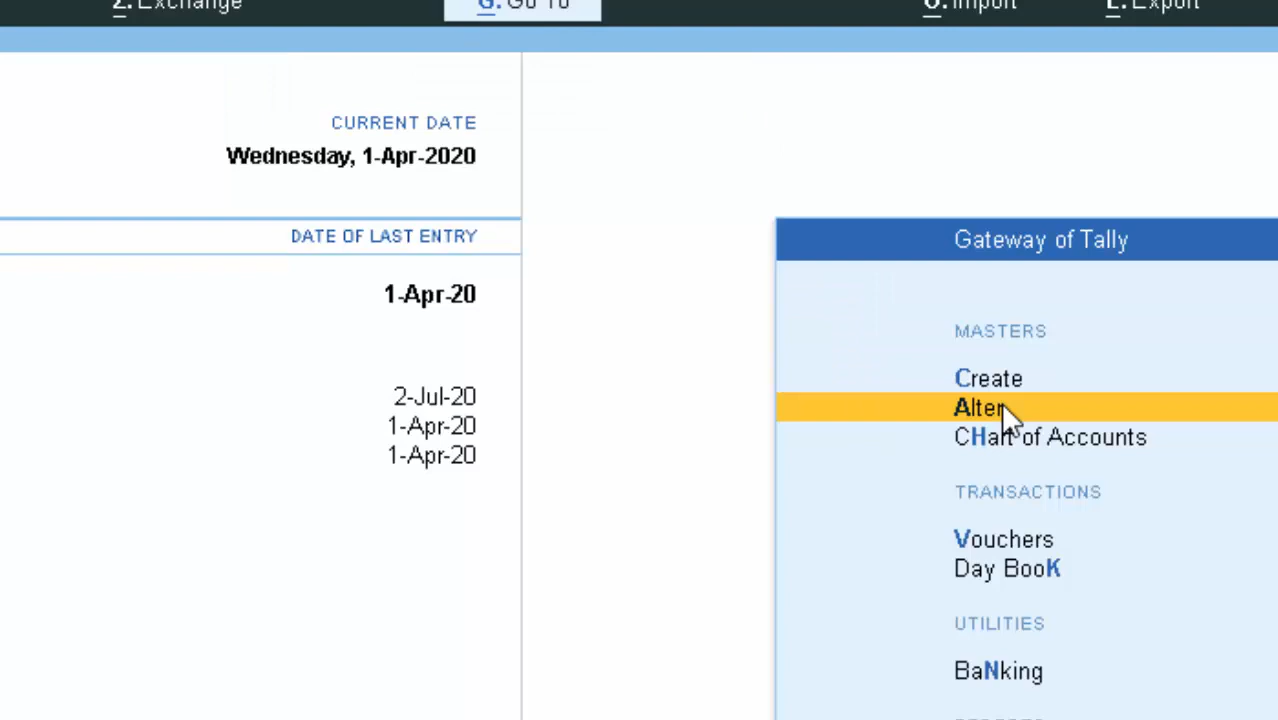 Z: Exchange
G: Go To
O: Import
E: Export
CURRENT DATE
Wednesday, 1-Apr-2020
DATE OF LAST ENTRY
1-Apr-20
2-Jul-20
1-Apr-20
1-Apr-20
Gateway of Tally
MASTERS
Create
Alter
CHart of Accounts
TRANSACTIONS
Vouchers
Day BooK
UTILITIES
BaNking